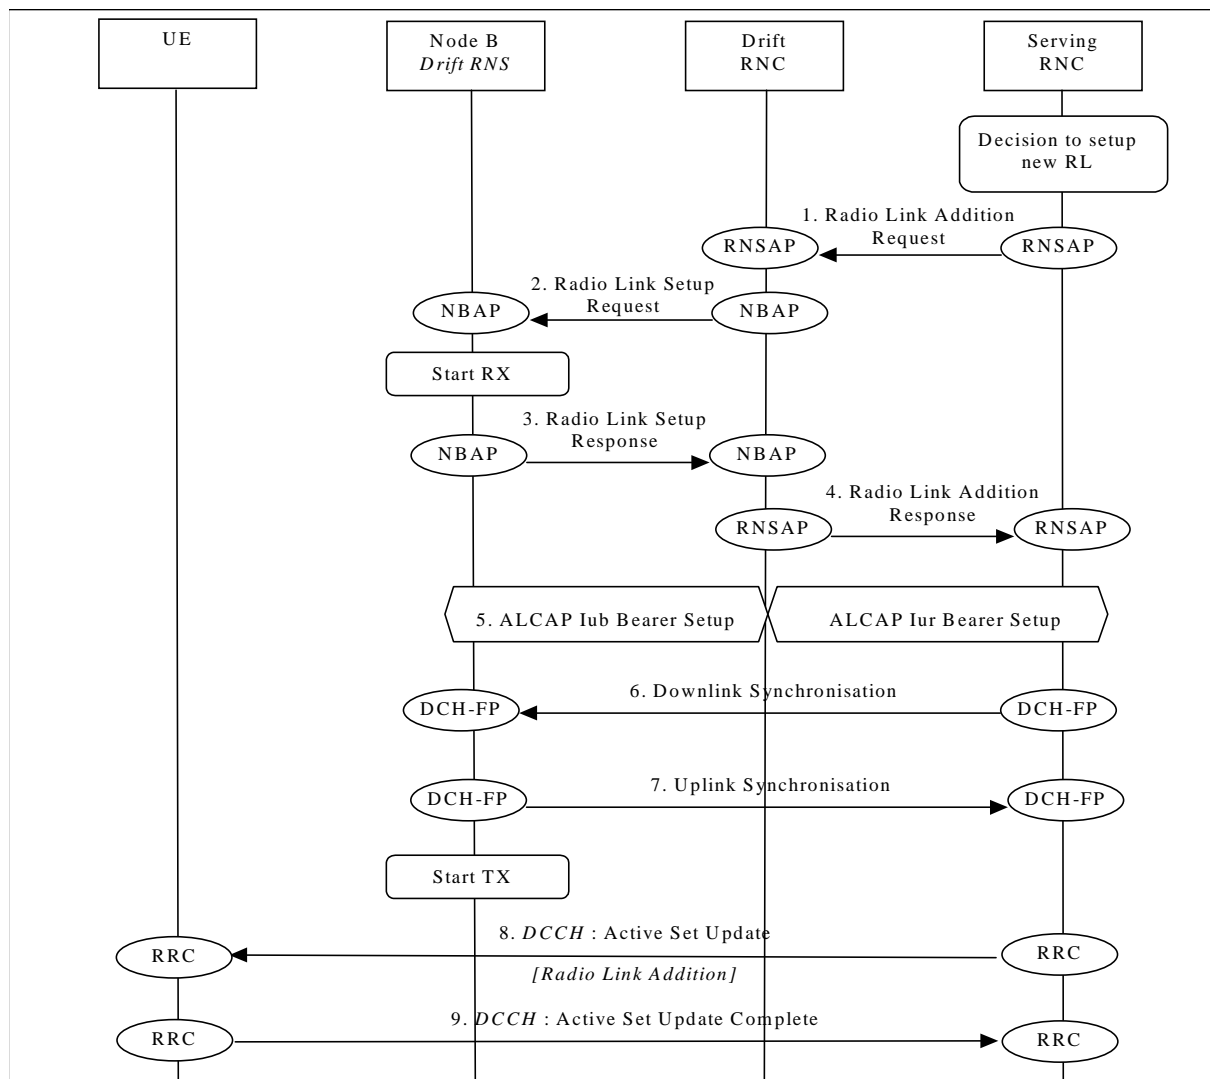 UE
Node B
Drift RNS
Drift
RNC
Serving
RNC
Decision to setup
new RL
1. Radio Link Addition
Request
RNSAP
RNSAP
2. Radio Link Setup
Request
NBAP
NBAP
Start RX
3. Radio Link Setup
Response
NBAP
NBAP
4. Radio Link Addition
Response
RNSAP
RNSAP
5. ALCAP Iub Bearer Setup
ALCAP Iur Bearer Setup
6. Downlink Synchronisation
DCH-FP
DCH-FP
7. Uplink Synchronisation
DCH-FP
DCH-FP
Start TX
8. DCCH : Active Set Update
RRC
RRC
[Radio Link Addition]
9. DCCH : Active Set Update Complete
RRC
RRC